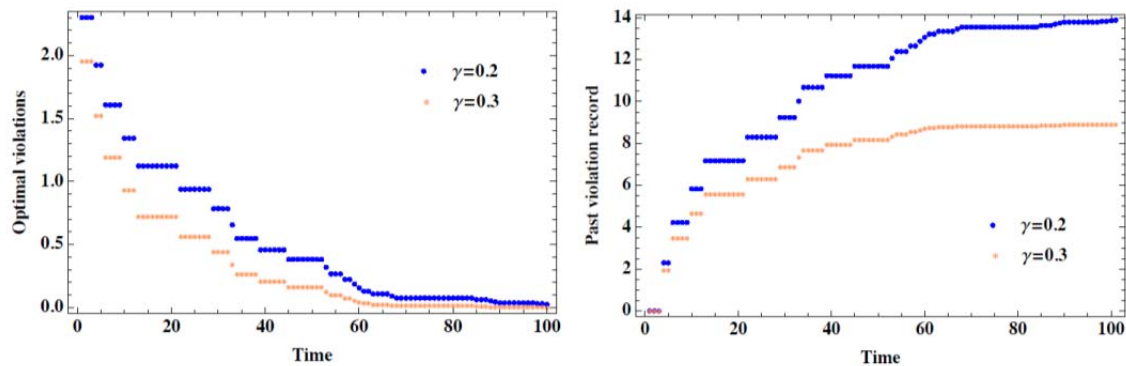 2.0
1.5
1.0
0.5
0.0
Optimal violations
γ=0.2
γ=0.3
0 20 40 60 80 100
Time
14
12
10
8
6
4
2
0
Past violation record
γ=0.2
γ=0.3
0 20 40 60 80 100
Time